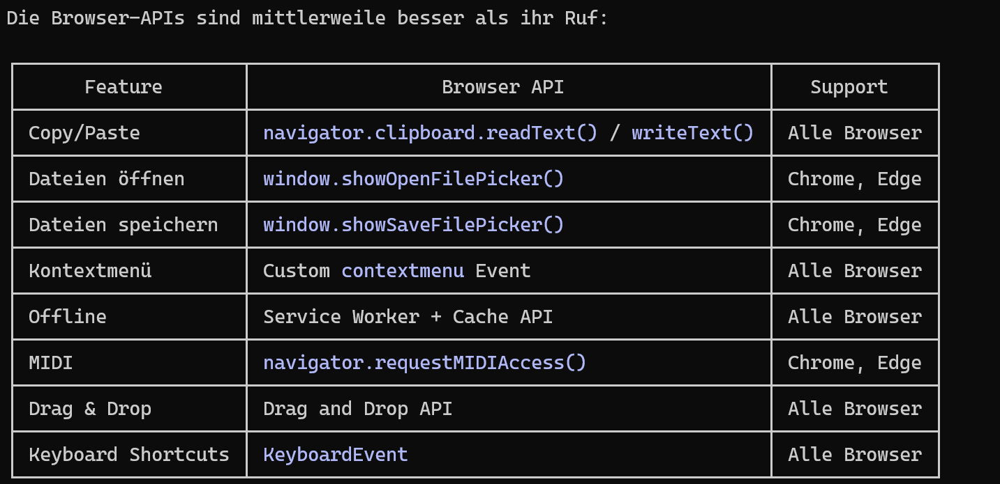 Die Browser-APIs sind mittlerweile besser als ihr Ruf:
Feature Browser API Support
Copy/Paste navigator.clipboard.readText() / writeText() Alle Browser
Dateien öffnen window.showOpenFilePicker() Chrome, Edge
Dateien speichern window.showSaveFilePicker() Chrome, Edge
Kontextmenü Custom contextmenu Event Alle Browser
Offline Service Worker + Cache API Alle Browser
MIDI navigator.requestMIDIAccess() Chrome, Edge
Drag & Drop Drag and Drop API Alle Browser
Keyboard Shortcuts KeyboardEvent Alle Browser